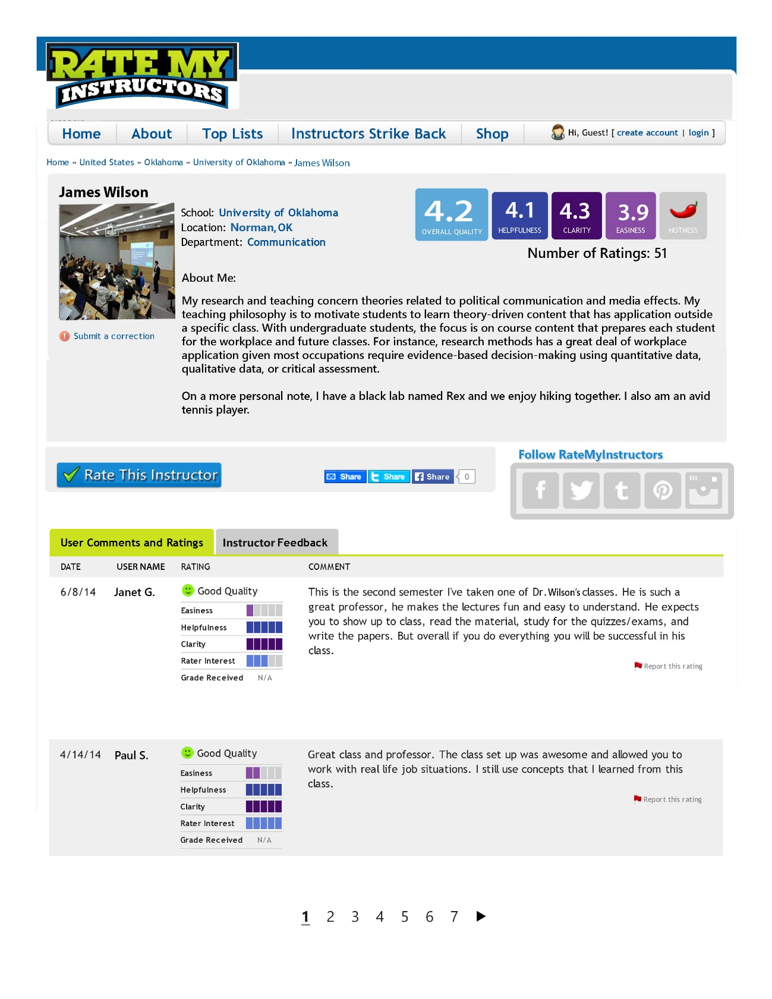 RATE MY
INSTRUCTORS
Home About Top Lists Instructors Strike Back Shop Hi, Guest! [ create account | login ]
Home » United States » Oklahoma » University of Oklahoma » James Wilson
James Wilson
School: University of Oklahoma
Location: Norman, OK
Department: Communication
4.2 4.1 4.3 3.9
OVERALL QUALITY HELPFULNESS CLARITY EASINESS HOTNESS
Number of Ratings: 51
About Me:
My research and teaching concern theories related to political communication and media effects. My
teaching philosophy is to motivate students to learn theory-driven content that has application outside
a specific class. With undergraduate students, the focus is on course content that prepares each student
for the workplace and future classes. For instance, research methods has a great deal of workplace
application given most occupations require evidence-based decision-making using quantitative data,
qualitative data, or critical assessment.
Submit a correction
On a more personal note, I have a black lab named Rex and we enjoy hiking together. I also am an avid
tennis player.
Rate This Instructor Share Share Share 0
Follow RateMyInstructors
User Comments and Ratings Instructor Feedback
DATE USER NAME RATING COMMENT
6/8/14 Janet G. Good Quality
Easiness
Helpfulness
Clarity
Rater Interest
Grade Received N/A
This is the second semester I've taken one of Dr. Wilson's classes. He is such a
great professor, he makes the lectures fun and easy to understand. He expects
you to show up to class, read the material, study for the quizzes/exams, and
write the papers. But overall if you do everything you will be successful in his
class.
Report this rating
4/14/14 Paul S. Good Quality
Easiness
Helpfulness
Clarity
Rater Interest
Grade Received N/A
Great class and professor. The class set up was awesome and allowed you to
work with real life job situations. I still use concepts that I learned from this
class.
Report this rating
1 2 3 4 5 6 7